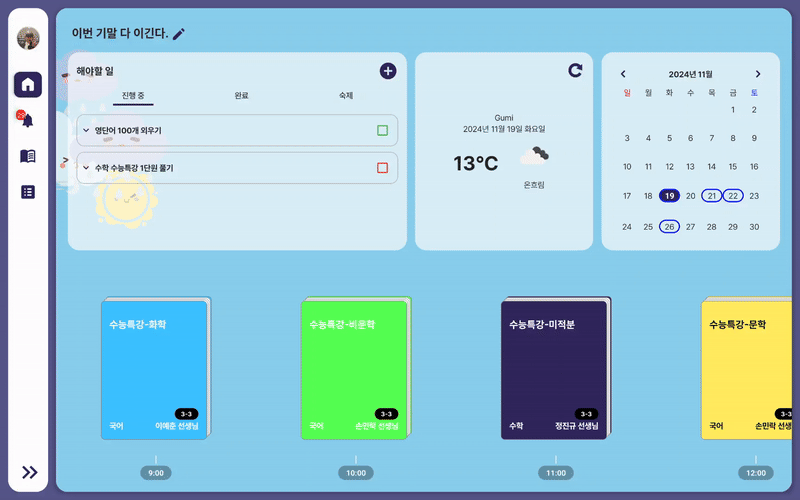 이번 기말 다 이긴다.
해야할 일
진행 중 완료 숙제
영단어 100개 외우기
수학 수능특강 1단원 풀기
Gumi
2024년 11월 19일 화요일
13°C
온흐림
2024년 11월
일 월 화 수 목 금 토
1 2
3 4 5 6 7 8 9
10 11 12 13 14 15 16
17 18 19 20 21 22 23
24 25 26 27 28 29 30
수능특강-화학
3-3
국어 이예준 선생님
9:00
수능특강-비문학
3-3
국어 손민락 선생님
10:00
수능특강-미적분
3-3
수학 정진규 선생님
11:00
수능특강-문학
3-3
국어 손민락 선생
12:00